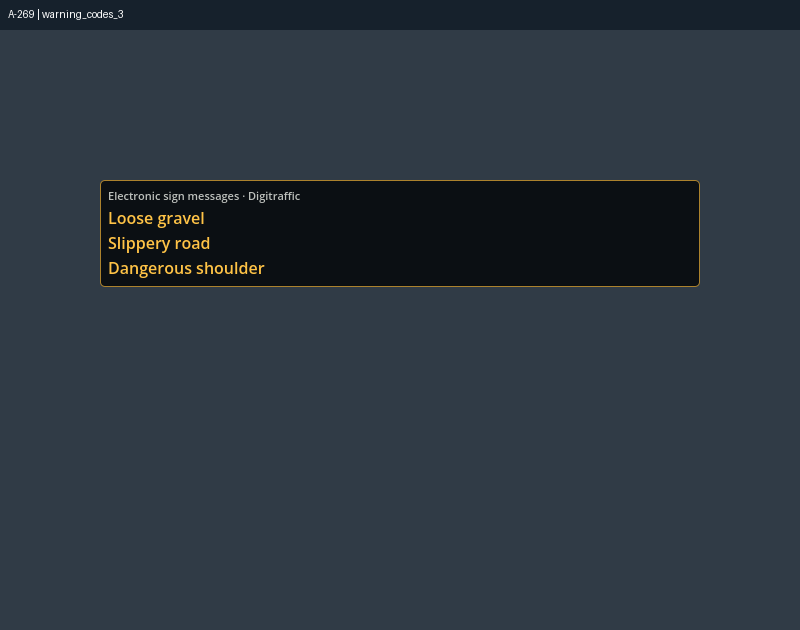 A-269 | warning_codes_3
Electronic sign messages · Digitraffic
Loose gravel
Slippery road
Dangerous shoulder